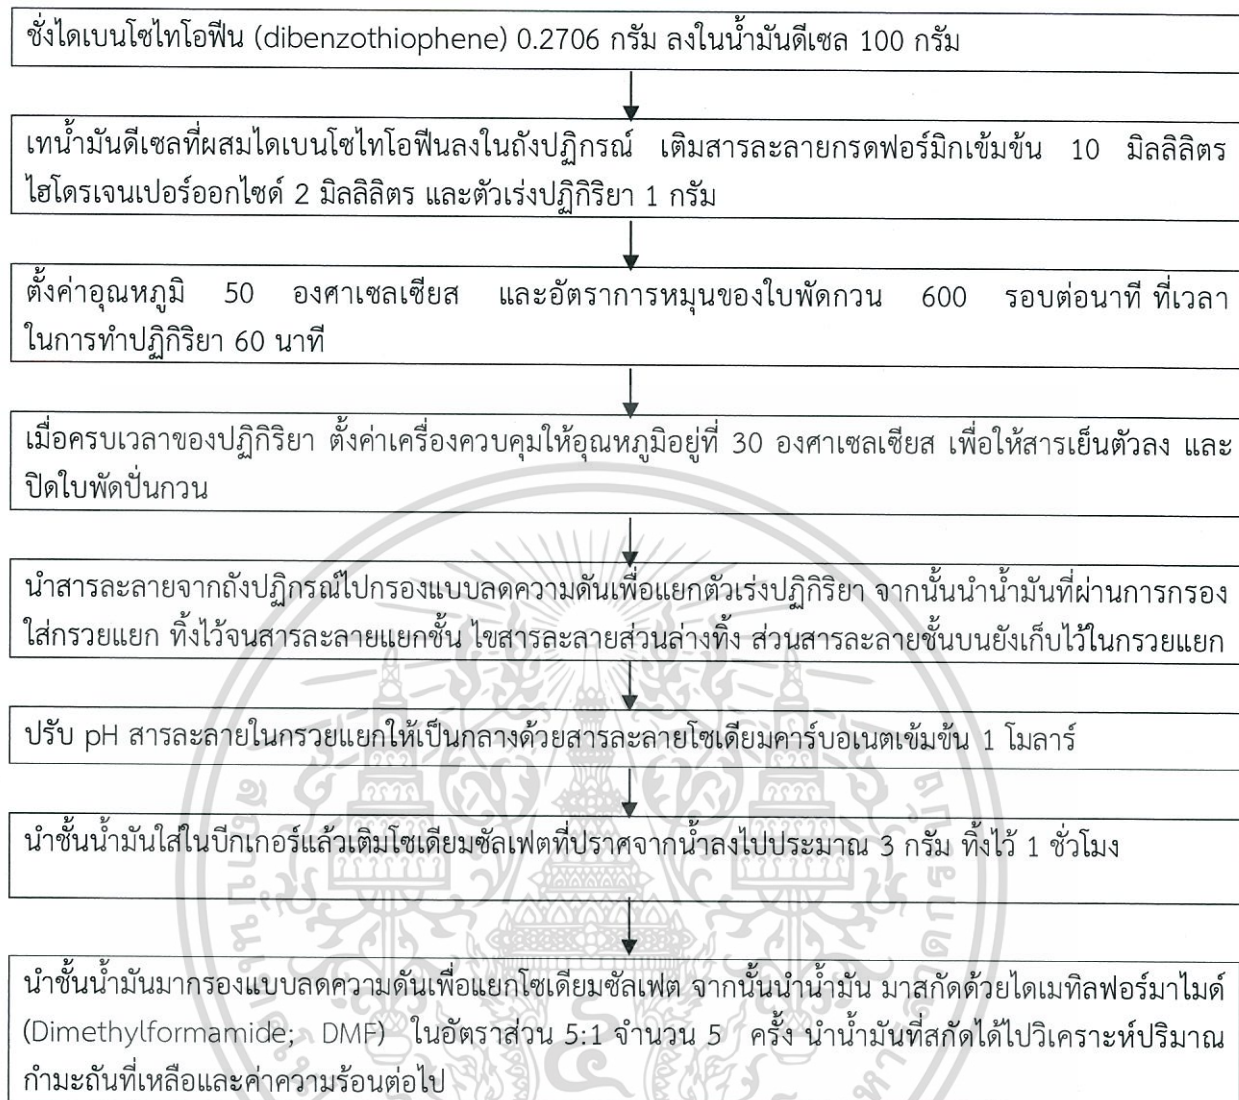 ชั่งไดเบนโซไทโอฟีน (dibenzothiophene) 0.2706 กรัม ลงในน้ำมันดีเซล 100 กรัม
เทน้ำมันดีเซลที่ผสมไดเบนโซไทโอฟีนลงในถังปฏิกรณ์ เติมสารละลายกรดฟอร์มิกเข้มข้น 10 มิลลิลิตร
ไฮโดรเจนเปอร์ออกไซด์ 2 มิลลิลิตร และตัวเร่งปฏิกิริยา 1 กรัม
ตั้งค่าอุณหภูมิ 50 องศาเซลเซียส และอัตราการหมุนของใบพัดกวน 600 รอบต่อนาที ที่เวลา
ในการทำปฏิกิริยา 60 นาที
เมื่อครบเวลาของปฏิกิริยา ตั้งค่าเครื่องควบคุมให้อุณหภูมิอยู่ที่ 30 องศาเซลเซียส เพื่อให้สารเย็นตัวลง และ
ปิดใบพัดปั่นกวน
นำสารละลายจากถังปฏิกรณ์ไปกรองแบบลดความดันเพื่อแยกตัวเร่งปฏิกิริยา จากนั้นนำน้ำมันที่ผ่านการกรอง
ใส่กรวยแยก ทิ้งไว้จนสารละลายแยกชั้น ไขสารละลายส่วนล่างทิ้ง ส่วนสารละลายชั้นบนยังเก็บไว้ในกรวยแยก
ปรับ pH สารละลายในกรวยแยกให้เป็นกลางด้วยสารละลายโซเดียมคาร์บอเนตเข้มข้น 1 โมลาร์
นำชั้นน้ำมันใส่ในบีกเกอร์แล้วเติมโซเดียมซัลเฟตที่ปราศจากน้ำลงไปประมาณ 3 กรัม ทิ้งไว้ 1 ชั่วโมง
นำชั้นน้ำมันมากรองแบบลดความดันเพื่อแยกโซเดียมซัลเฟต จากนั้นนำน้ำมัน มาสกัดด้วยไดเมทิลฟอร์มาไมด์
(Dimethylformamide; DMF) ในอัตราส่วน 5:1 จำนวน 5 ครั้ง นำน้ำมันที่สกัดได้ไปวิเคราะห์ปริมาณ
กำมะถันที่เหลือและค่าความร้อนต่อไป